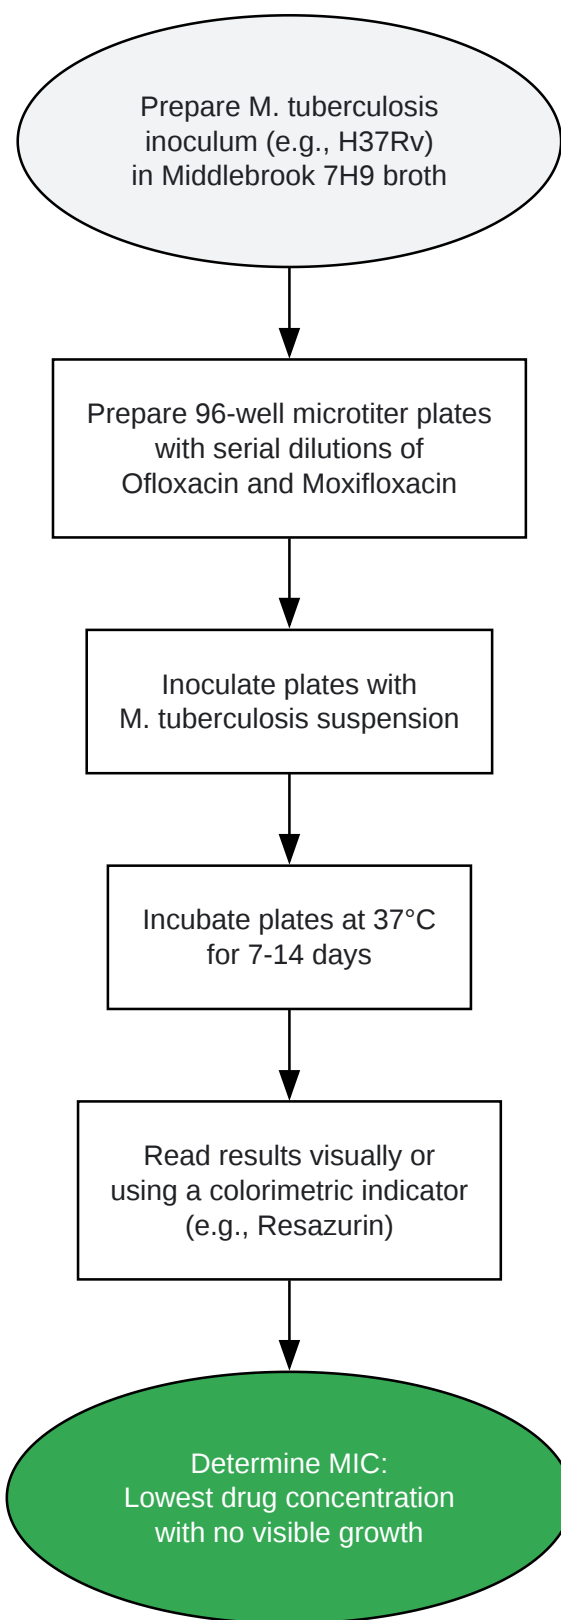 Prepare M. tuberculosis
inoculum (e.g., H37Rv)
in Middlebrook 7H9 broth
Prepare 96-well microtiter plates
with serial dilutions of
Ofloxacin and Moxifloxacin
Inoculate plates with
M. tuberculosis suspension
Incubate plates at 37°C
for 7-14 days
Read results visually or
using a colorimetric indicator
(e.g., Resazurin)
Determine MIC:
Lowest drug concentration
with no visible growth